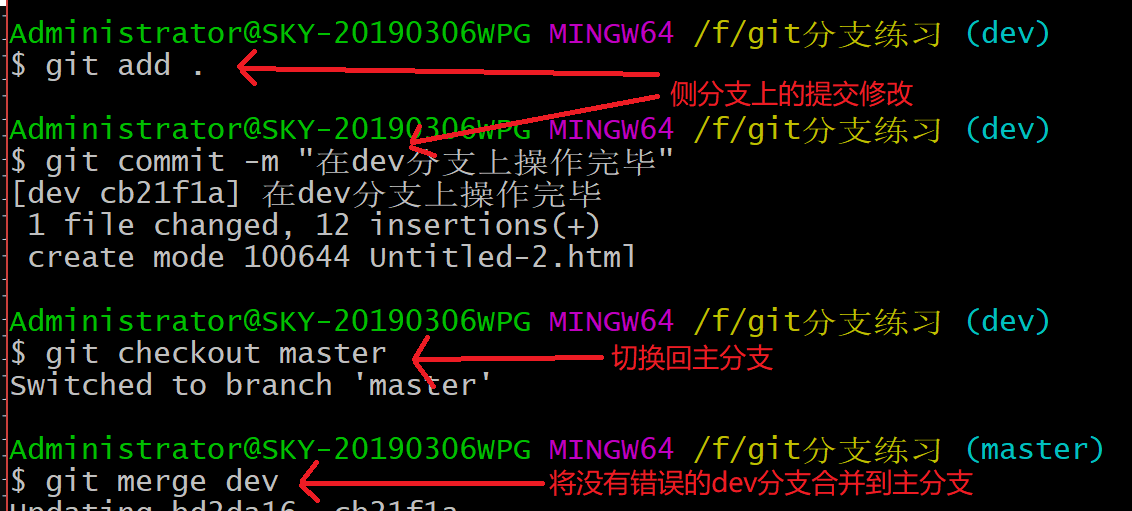 Administrator@SKY-20190306WPG MINGW64 /f/git分支练习 (dev)
$ git add .
侧分支上的提交修改
Administrator@SKY-20190306WPG MINGW64 /f/git分支练习 (dev)
$ git commit -m "在dev分支上操作完毕"
[dev cb21f1a] 在dev分支上操作完毕
1 file changed, 12 insertions(+)
create mode 100644 Untitled-2.html
Administrator@SKY-20190306WPG MINGW64 /f/git分支练习 (dev)
$ git checkout master
切换回主分支
Switched to branch 'master'
Administrator@SKY-20190306WPG MINGW64 /f/git分支练习 (master)
$ git merge dev
将没有错误的dev分支合并到主分支
Updating bd2da16..cb21f1a